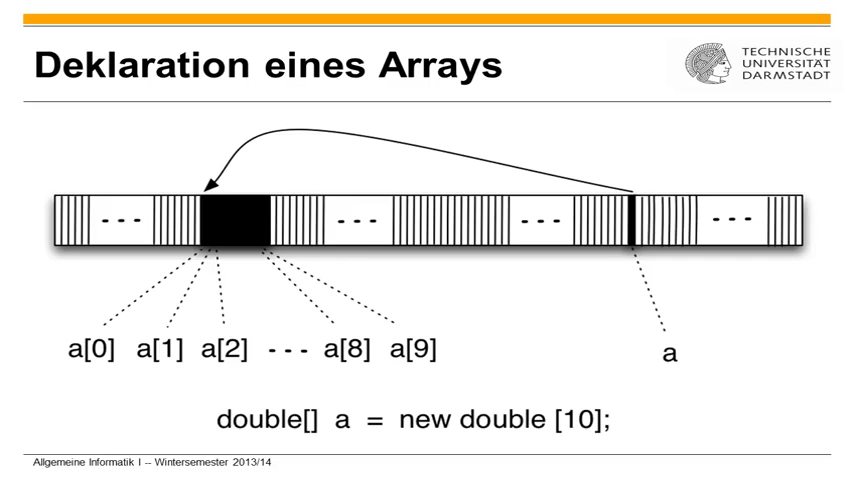 Deklaration eines Arrays
TECHNISCHE
UNIVERSITÄT
DARMSTADT
- - -
- - -
- - -
- - -
a[0] a[1] a[2] - - - a[8] a[9]
a
double[] a = new double [10];
Allgemeine Informatik I -- Wintersemester 2013/14